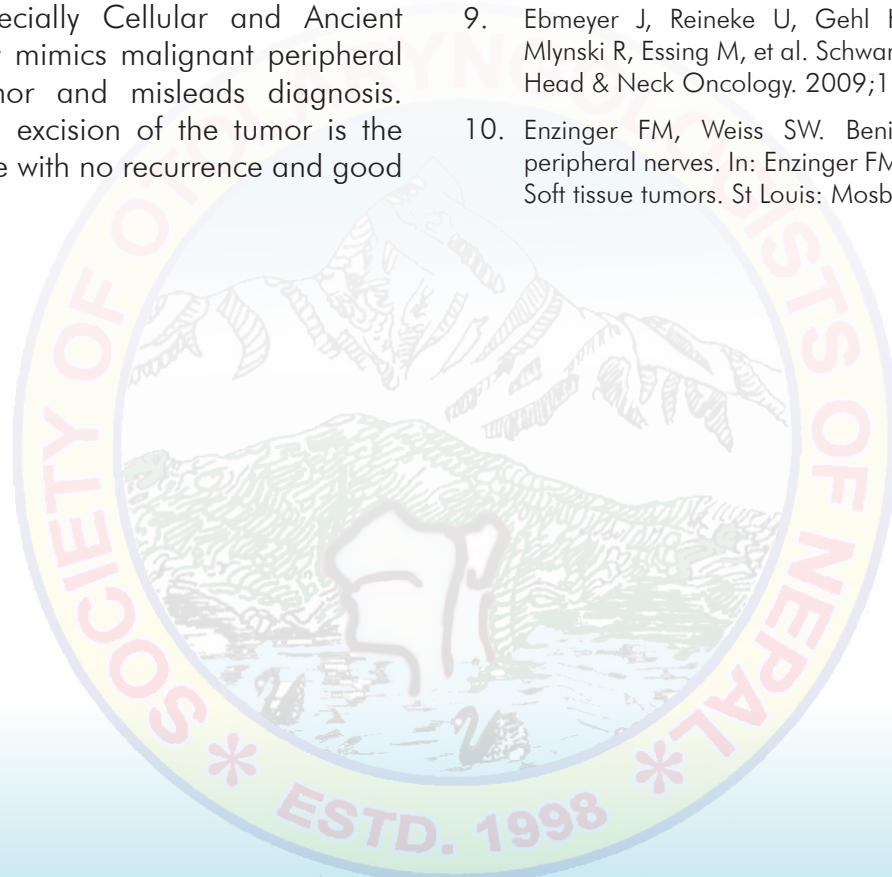 ecially Cellular and Ancient
mimics malignant peripheral
nor and misleads diagnosis.
excision of the tumor is the
e with no recurrence and good
9. Ebmeyer J, Reineke U, Gehl
Mlynski R, Essing M, et al. Schwar
Head & Neck Oncology. 2009;1
10. Enzinger FM, Weiss SW. Beni
peripheral nerves. In: Enzinger FM
Soft tissue tumors. St Louis: Mosb
SOCIETY OF OTOLARYNGOLOGISTS OF NEPAL
* ESTD. 1998 *